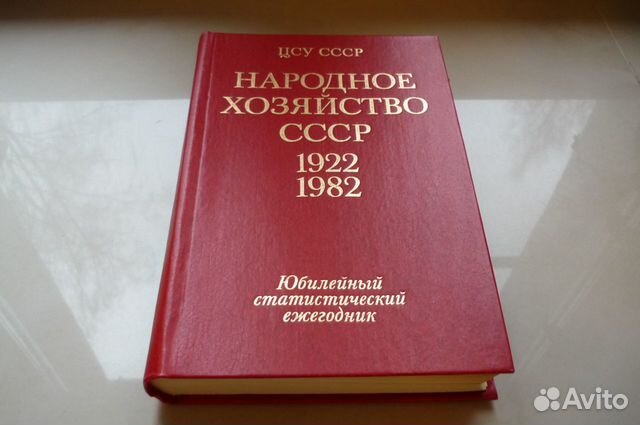 ЦСУ СССР
НАРОДНОЕ
ХОЗЯЙСТВО
СССР
1922
1982
Юбилейный
статистический
ежегодник
Avito